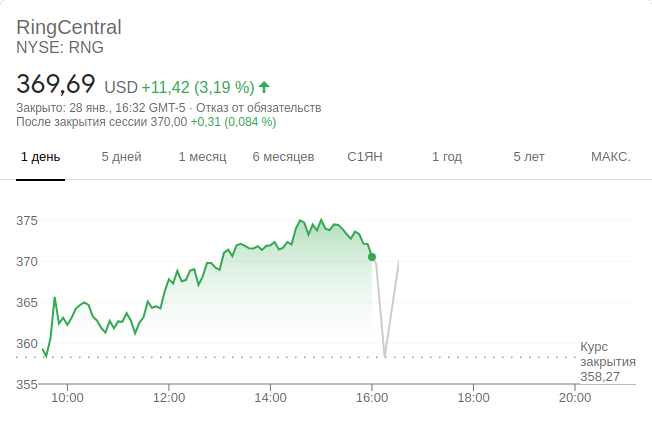 RingCentral
NYSE: RNG
369,69 USD +11,42 (3,19 %)
Закрыто: 28 янв., 16:32 GMT-5 · Отказ от обязательств
После закрытия сессии 370,00 +0,31 (0,084 %)
1 день 5 дней 1 месяц 6 месяцев С1ЯН 1 год 5 лет МАКС.
375
370
365
360
355
Курс
закрытия
358,27
10:00 12:00 14:00 16:00 18:00 20:00